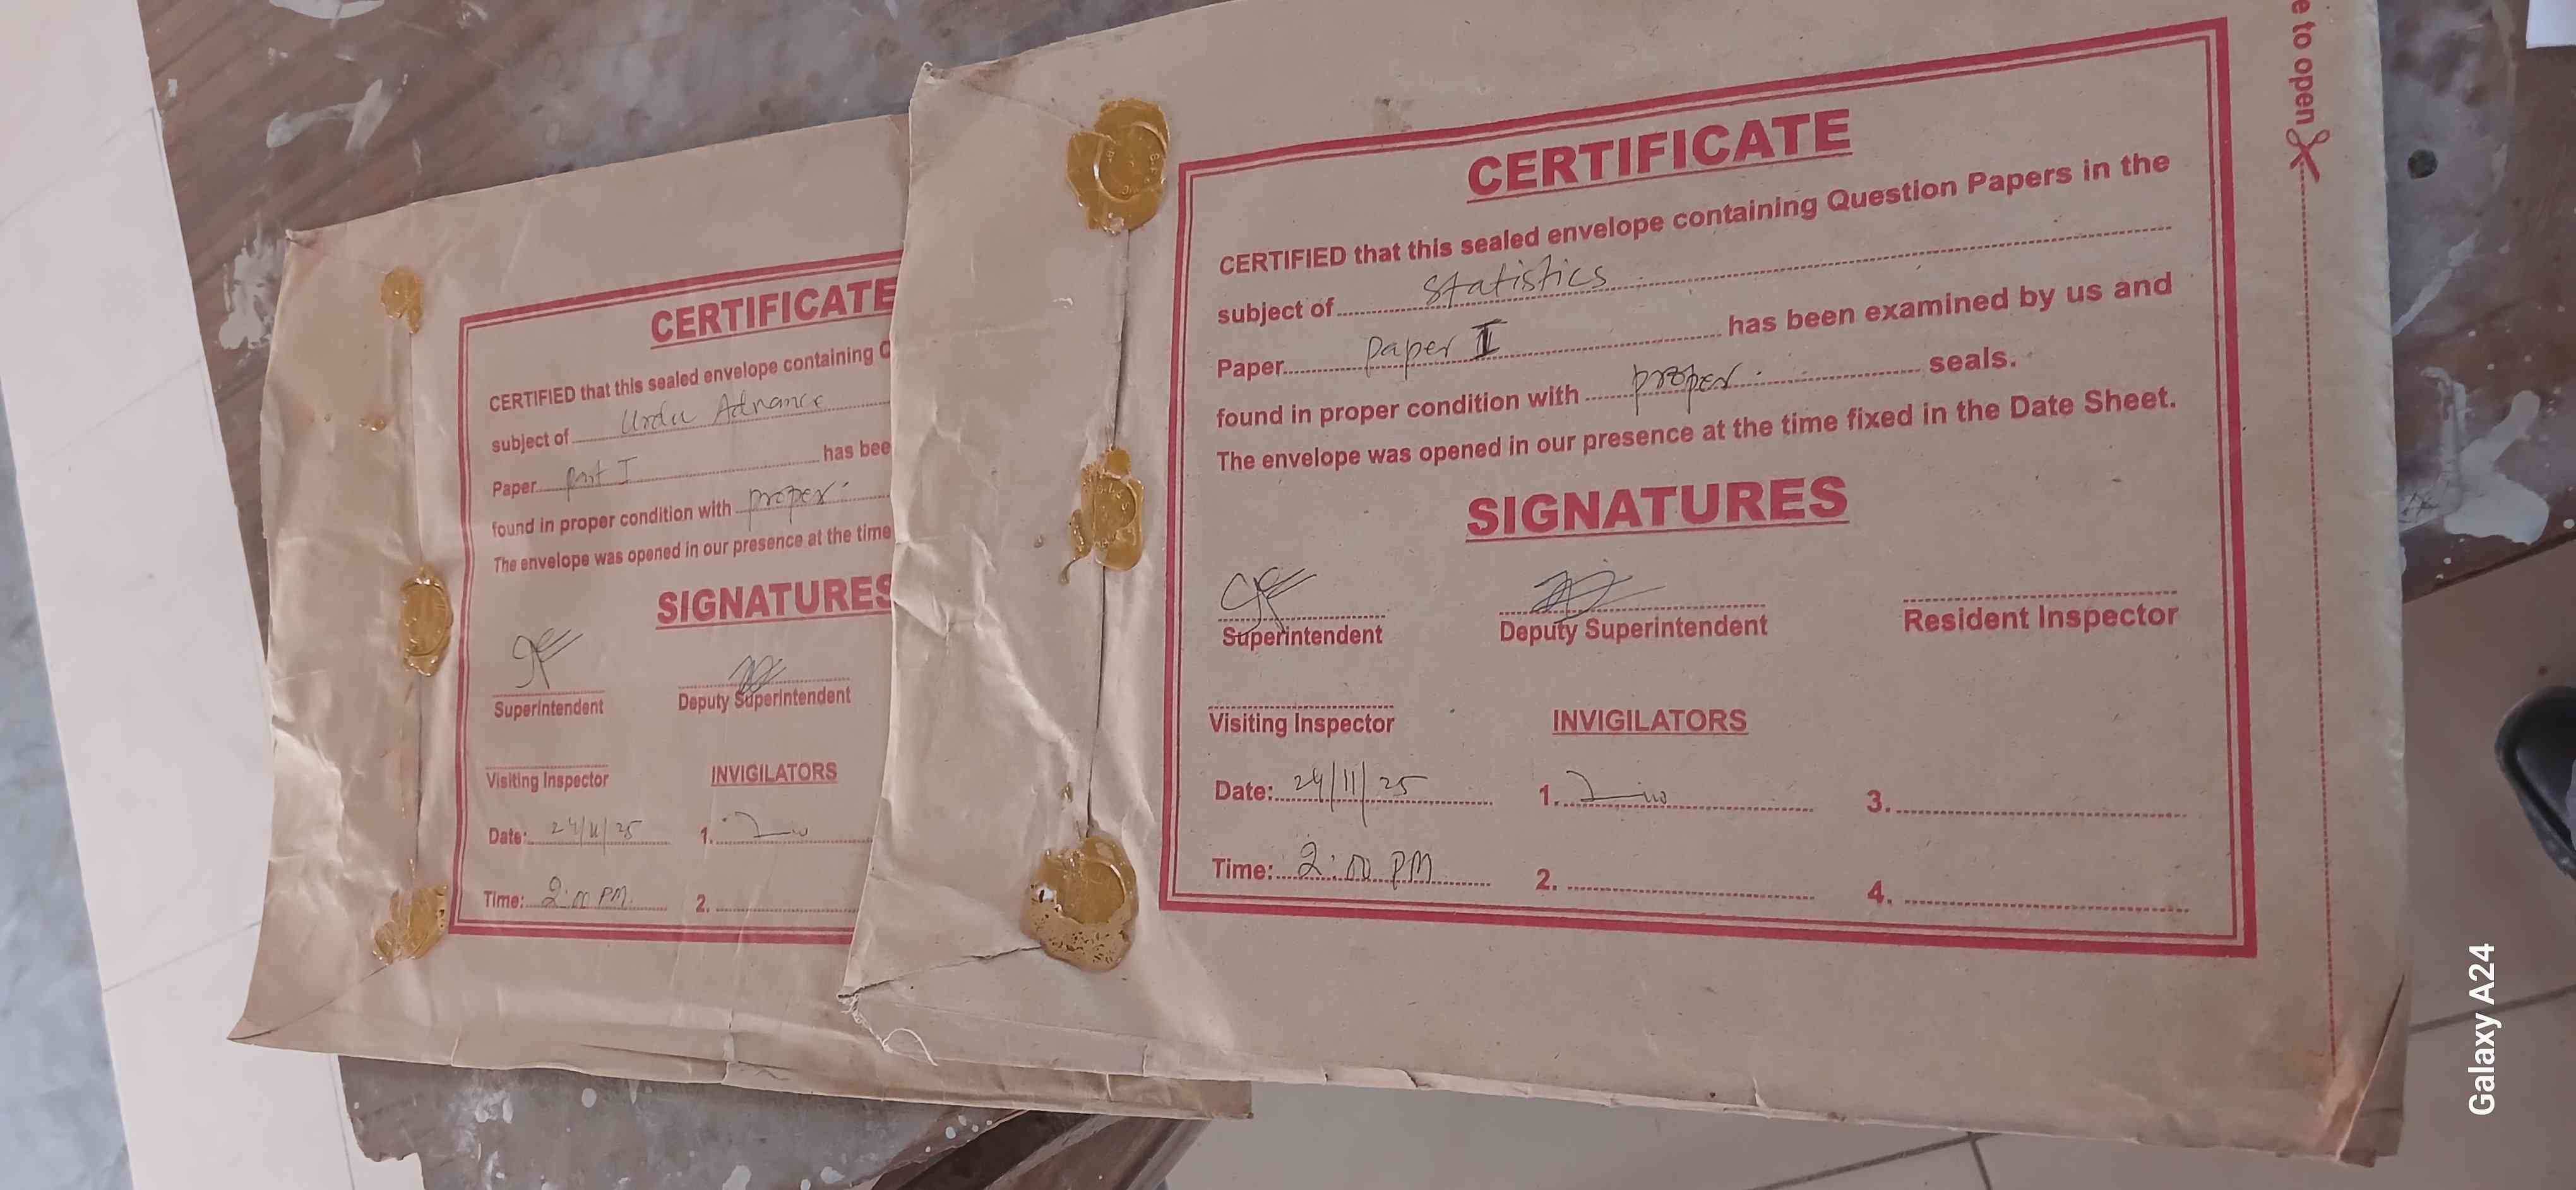 CERTIFICATE
CERTIFIED that this sealed envelope containing Q
subject of Urdu Advance
Paper Part I has bee
found in proper condition with proper
The envelope was opened in our presence at the time
SIGNATURES
Superintendent Deputy Superintendent
Visiting Inspector INVIGILATORS
Date: 24/11/25 1.
Time: 2:00 PM. 2.
CERTIFICATE
CERTIFIED that this sealed envelope containing Question Papers in the
subject of Statistics
Paper Paper I has been examined by us and
found in proper condition with proper seals.
The envelope was opened in our presence at the time fixed in the Date Sheet.
SIGNATURES
Superintendent Deputy Superintendent Resident Inspector
Visiting Inspector INVIGILATORS
Date: 24/11/25 1. 3.
Time: 2:00 PM 2. 4.
e to open
Galaxy A24